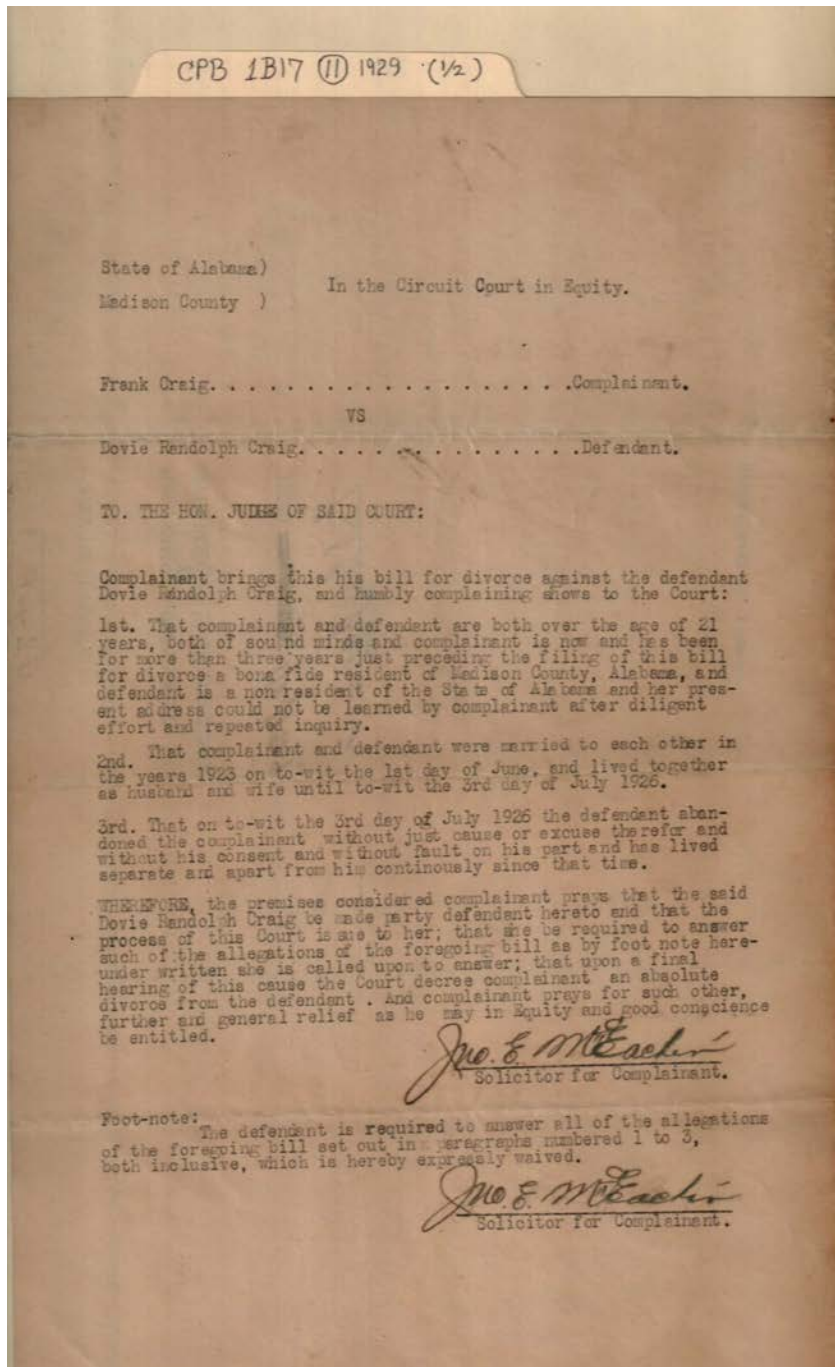 CPB 1B17 (11) 1929 (1/2)
State of Alabama)
In the Circuit Court in Equity.
Madison County )
Frank Craig. . . . . . . . . . . . . . . . . . . .Complainant.
VS
Dovie Randolph Craig. . . . . . . . . . . . . . . .Defendant.
TO. THE HON. JUDGE OF SAID COURT:
Complainant brings this his bill for divorce against the defendant
Dovie Randolph Craig, and humbly complaining shows to the Court:
1st. That complainant and defendant are both over the age of 21
years, both of sound minds and complainant is now and has been
for more than three years just preceding the filing of this bill
for divorce a bona fide resident of Madison County, Alabama, and
defendant is a non resident of the State of Alabama and her pres-
ent address could not be learned by complainant after diligent
effort and repeated inquiry.
2nd. That complainant and defendant were married to each other in
the years 1923 on to-wit the 1st day of June, and lived together
as husband and wife until to-wit the 3rd day of July 1926.
3rd. That on to-wit the 3rd day of July 1926 the defendant aban-
doned the complainant without just cause or excuse therefor and
without his consent and without fault on his part and has lived
separate and apart from him continously since that time.
WHEREFORE, the premises considered complainant prays that the said
Dovie Randolph Craig be made party defendant hereto and that the
process of this Court issue to her; that she be required to answer
such of the allegations of the foregoing bill as by foot note here-
under written she is called upon to answer; that upon a final
hearing of this cause the Court decree complainant an absolute
divorce from the defendant . And complainant prays for such other,
further and general relief as he may in Equity and good conscience
be entitled.
Jno. E. McEachin
Solicitor for Complainant.
Foot-note:
The defendant is required to answer all of the allegations
of the foregoing bill set out in paragraphs numbered 1 to 3,
both inclusive, which is hereby expressly waived.
Jno. E. McEachin
Solicitor for Complainant.